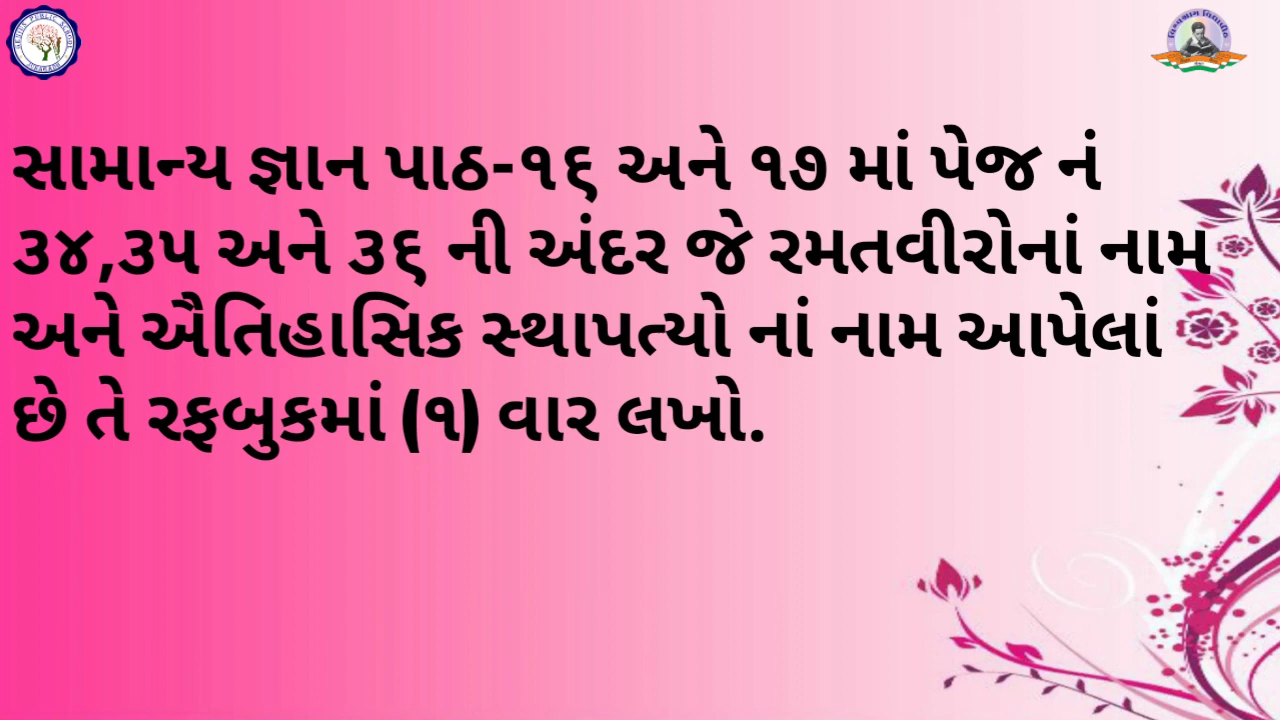 સામાન્ય જ્ઞાન પાઠ-૧૬ અને ૧૭ માં પેજ નં
૩૪,૩૫ અને ૩૬ ની અંદર જે રમતવીરોનાં નામ
અને ઐતિહાસિક સ્થાપત્યો નાં નામ આપેલાં
છે તે રફબુકમાં (૧) વાર લખો.